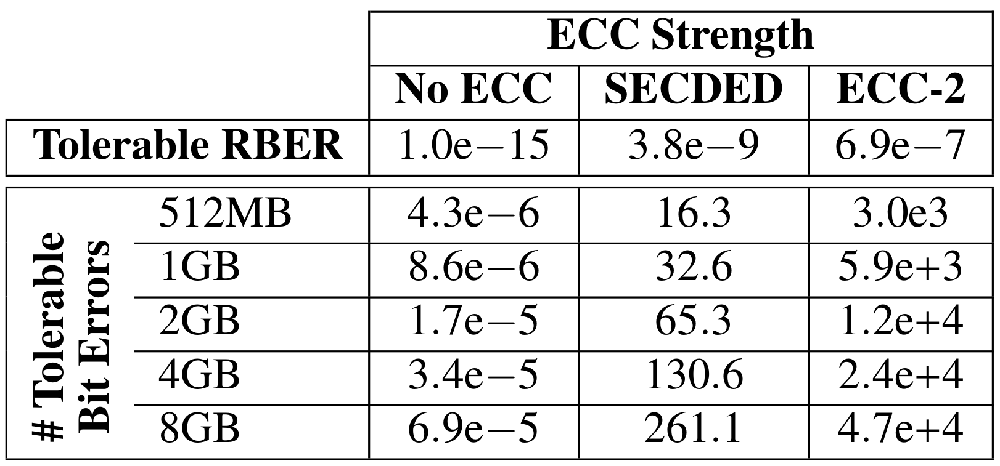 ECC Strength
No ECC SECDED ECC-2
Tolerable RBER 1.0e−15 3.8e−9 6.9e−7
# Tolerable
Bit Errors
512MB 4.3e−6 16.3 3.0e3
1GB 8.6e−6 32.6 5.9e+3
2GB 1.7e−5 65.3 1.2e+4
4GB 3.4e−5 130.6 2.4e+4
8GB 6.9e−5 261.1 4.7e+4